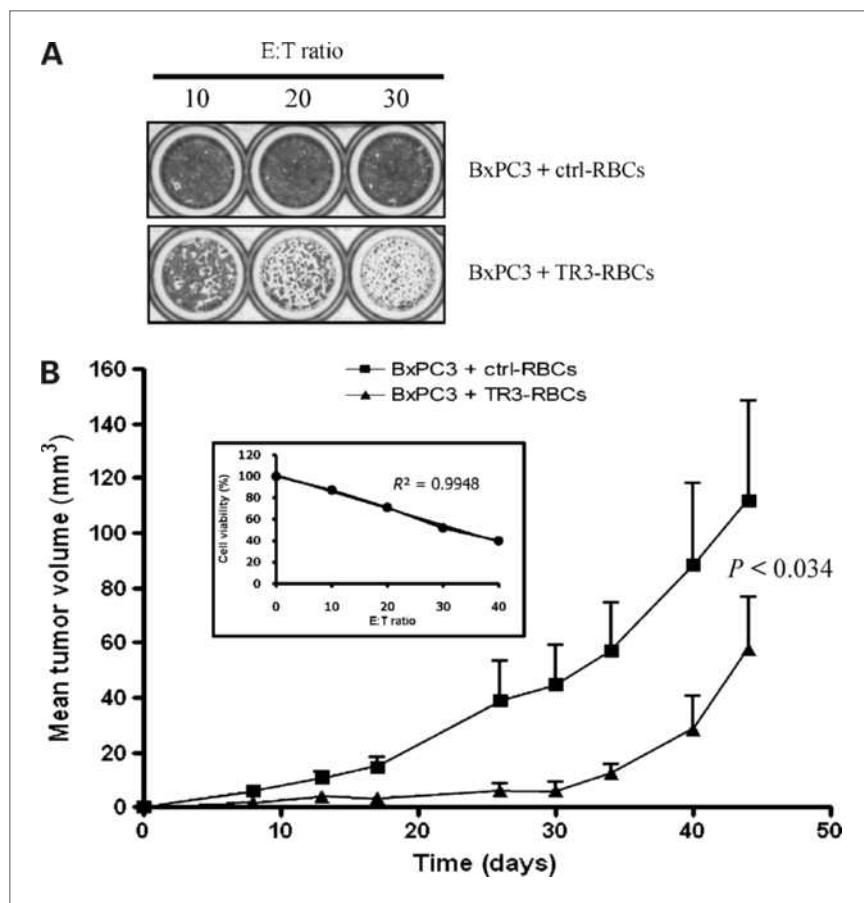 A
E:T ratio
10 20 30
BxPC3 + ctrl-RBCs
BxPC3 + TR3-RBCs
B
BxPC3 + ctrl-RBCs
BxPC3 + TR3-RBCs
Mean tumor volume (mm³)
160
140
120
100
80
60
40
20
0
Cell viability (%)
120
100
80
60
40
20
0
R² = 0.9948
0 10 20 30 40
E:T ratio
P < 0.034
0 10 20 30 40 50
Time (days)